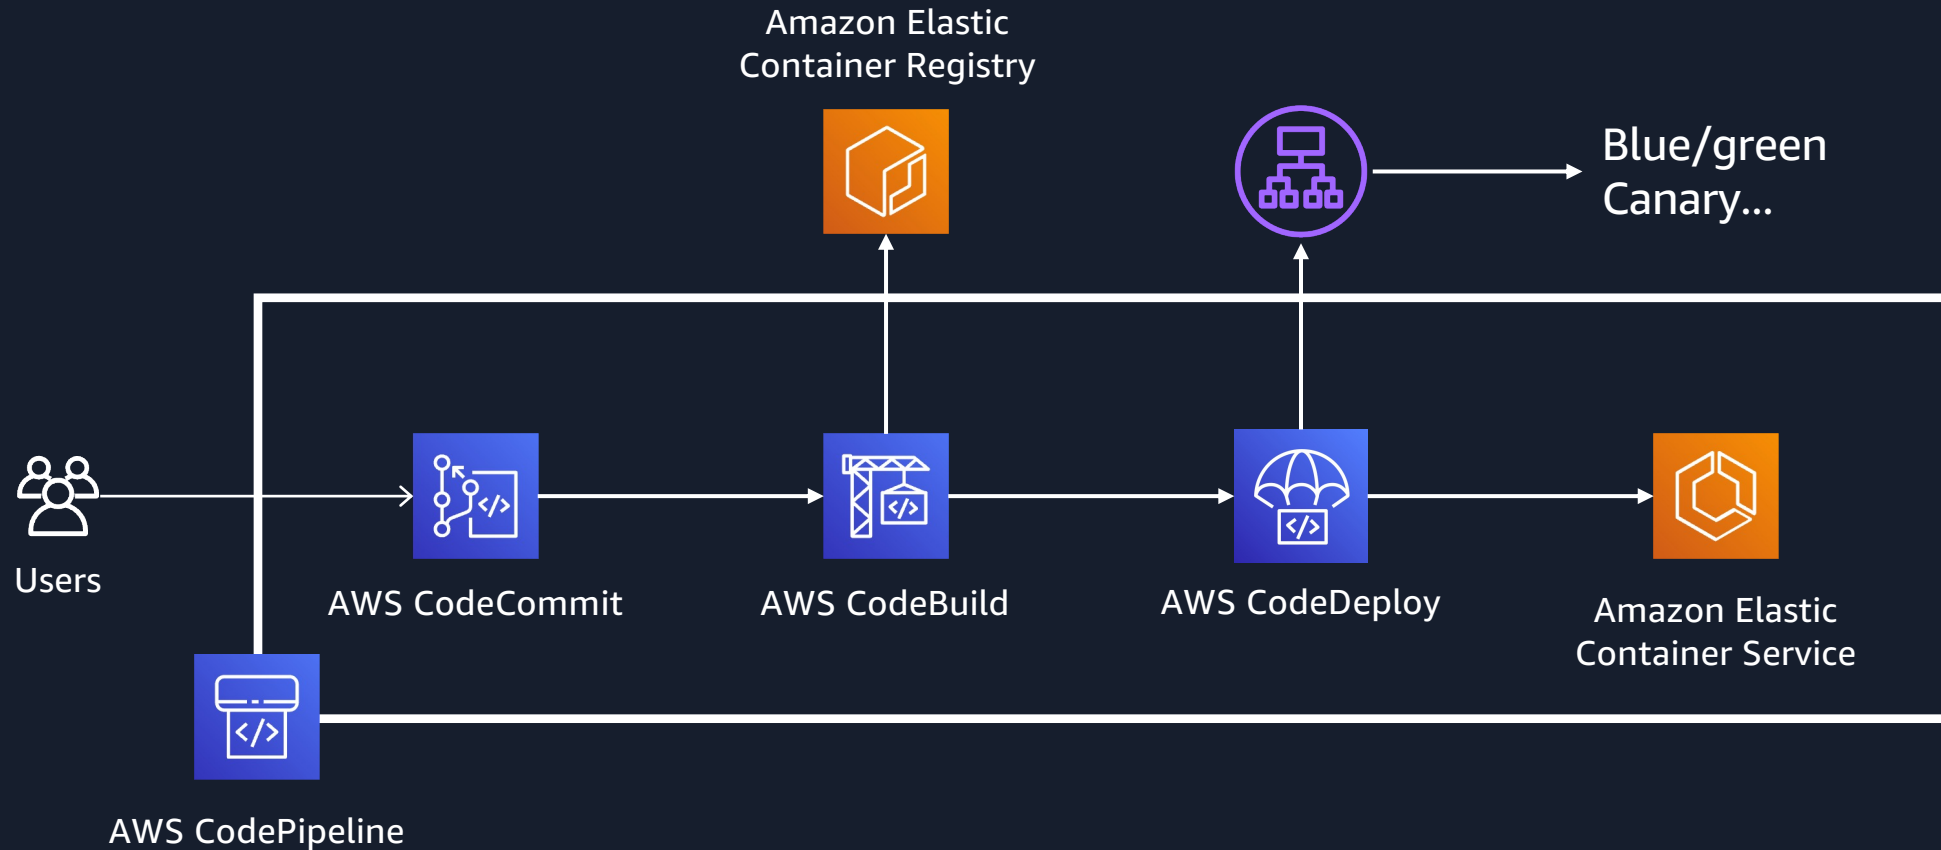 Amazon Elastic
Container Registry
Blue/green
Canary...
Users
AWS CodeCommit
</>
AWS CodeBuild
</>
AWS CodeDeploy
</>
Amazon Elastic
Container Service
</>
AWS CodePipeline